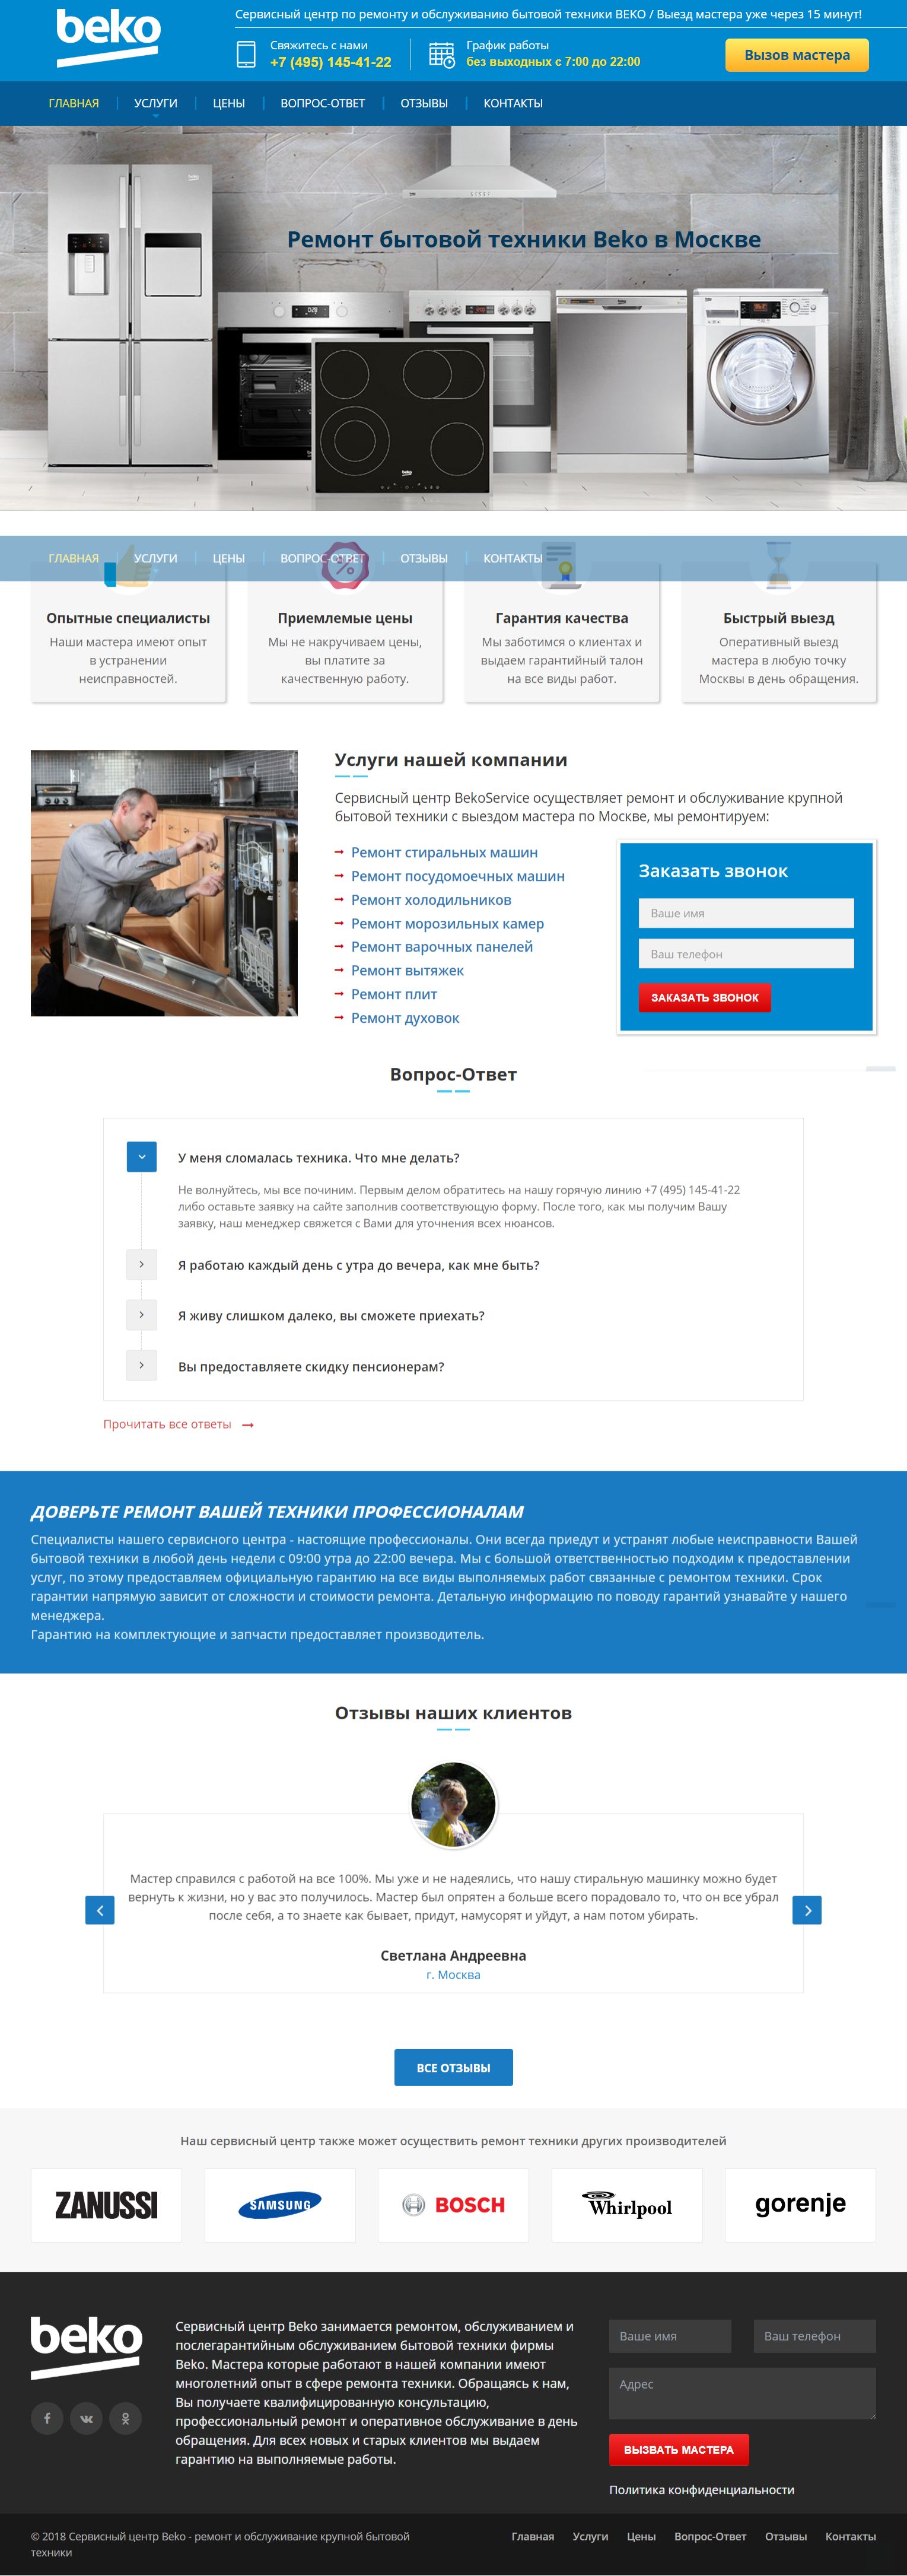 beko
Сервисный центр по ремонту и обслуживанию бытовой техники BEKO / Выезд мастера уже через 15 минут!
Свяжитесь с нами
+7 (495) 145-41-22
График работы
без выходных с 7:00 до 22:00
Вызов мастера
ГЛАВНАЯ УСЛУГИ ЦЕНЫ ВОПРОС-ОТВЕТ ОТЗЫВЫ КОНТАКТЫ
Ремонт бытовой техники Beko в Москве
beko
ГЛАВНАЯ УСЛУГИ ЦЕНЫ ВОПРОС-ОТВЕТ ОТЗЫВЫ КОНТАКТЫ
Опытные специалисты
Наши мастера имеют опыт
в устранении
неисправностей.
Приемлемые цены
Мы не накручиваем цены,
вы платите за
качественную работу.
Гарантия качества
Мы заботимся о клиентах и
выдаем гарантийный талон
на все виды работ.
Быстрый выезд
Оперативный выезд
мастера в любую точку
Москвы в день обращения.
Услуги нашей компании
Сервисный центр BekoService осуществляет ремонт и обслуживание крупной
бытовой техники с выездом мастера по Москве, мы ремонтируем:
Ремонт стиральных машин
Ремонт посудомоечных машин
Ремонт холодильников
Ремонт морозильных камер
Ремонт варочных панелей
Ремонт вытяжек
Ремонт плит
Ремонт духовок
Заказать звонок
Ваше имя
Ваш телефон
ЗАКАЗАТЬ ЗВОНОК
Вопрос-Ответ
У меня сломалась техника. Что мне делать?
Не волнуйтесь, мы все починим. Первым делом обратитесь на нашу горячую линию +7 (495) 145-41-22
либо оставьте заявку на сайте заполнив соответствующую форму. После того, как мы получим Вашу
заявку, наш менеджер свяжется с Вами для уточнения всех нюансов.
Я работаю каждый день с утра до вечера, как мне быть?
Я живу слишком далеко, вы сможете приехать?
Вы предоставляете скидку пенсионерам?
Прочитать все ответы
ДОВЕРЬТЕ РЕМОНТ ВАШЕЙ ТЕХНИКИ ПРОФЕССИОНАЛАМ
Специалисты нашего сервисного центра - настоящие профессионалы. Они всегда придут и устранят любые неисправности Вашей
бытовой техники в любой день недели с 09:00 утра до 22:00 вечера. Мы с большой ответственностью подходим к предоставлении
услуг, по этому предоставляем официальную гарантию на все виды выполняемых работ связанные с ремонтом техники. Срок
гарантии напрямую зависит от сложности и стоимости ремонта. Детальную информацию по поводу гарантий узнавайте у нашего
менеджера.
Гарантию на комплектующие и запчасти предоставляет производитель.
Отзывы наших клиентов
Мастер справился с работой на все 100%. Мы уже и не надеялись, что нашу стиральную машинку можно будет
вернуть к жизни, но у вас это получилось. Мастер был опрятен а больше всего порадовало то, что он все убрал
после себя, а то знаете как бывает, придут, намусорят и уйдут, а нам потом убирать.
Светлана Андреевна
г. Москва
ВСЕ ОТЗЫВЫ
Наш сервисный центр также может осуществить ремонт техники других производителей
ZANUSSI SAMSUNG BOSCH Whirlpool gorenje
beko
Сервисный центр Beko занимается ремонтом, обслуживанием и
послегарантийным обслуживанием бытовой техники фирмы
Beko. Мастера которые работают в нашей компании имеют
многолетний опыт в сфере ремонта техники. Обращаясь к нам,
Вы получаете квалифицированную консультацию,
профессиональный ремонт и оперативное обслуживание в день
обращения. Для всех новых и старых клиентов мы выдаем
гарантию на выполняемые работы.
Ваше имя
Ваш телефон
Адрес
ВЫЗВАТЬ МАСТЕРА
Политика конфиденциальности
© 2018 Сервисный центр Beko - ремонт и обслуживание крупной бытовой
техники
Главная Услуги Цены Вопрос-Ответ Отзывы Контакты